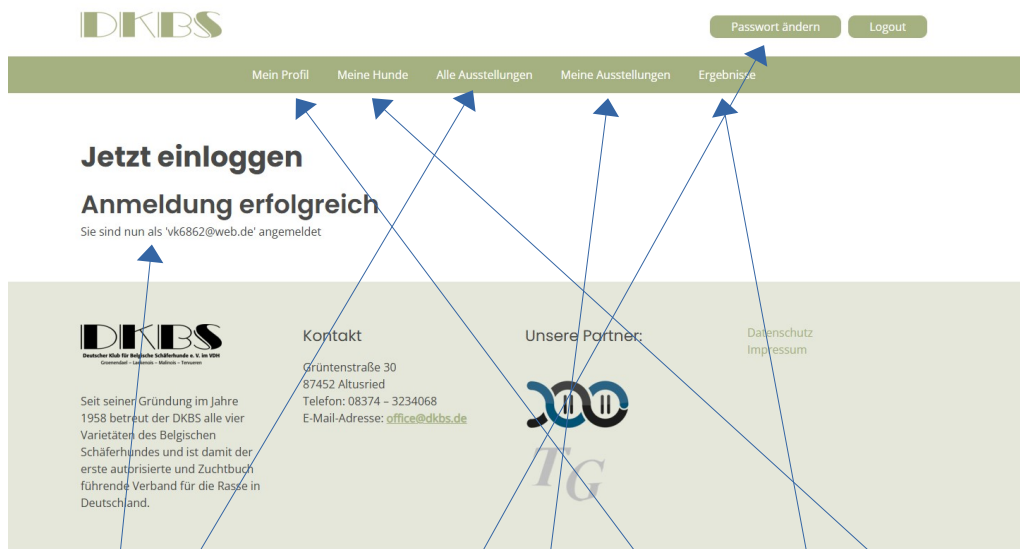 DKBS
Passwort ändern
Logout
Mein Profil
Meine Hunde
Alle Ausstellungen
Meine Ausstellungen
Ergebnisse
Jetzt einloggen
Anmeldung erfolgreich
Sie sind nun als 'vk6862@web.de' angemeldet
DKBS
Deutscher Klub für Belgische Schäferhunde e. V. im VDH
Groenendael – Laekenois – Malinois – Tervueren
Seit seiner Gründung im Jahre
1958 betreut der DKBS alle vier
Varietäten des Belgischen
Schäferhundes und ist damit der
erste autorisierte und Zuchtbuch
führende Verband für die Rasse in
Deutschland.
Kontakt
Grüntenstraße 30
87452 Altusried
Telefon: 08374 – 3234068
E-Mail-Adresse: office@dkbs.de
Unsere Partner:
TG
Datenschutz
Impressum